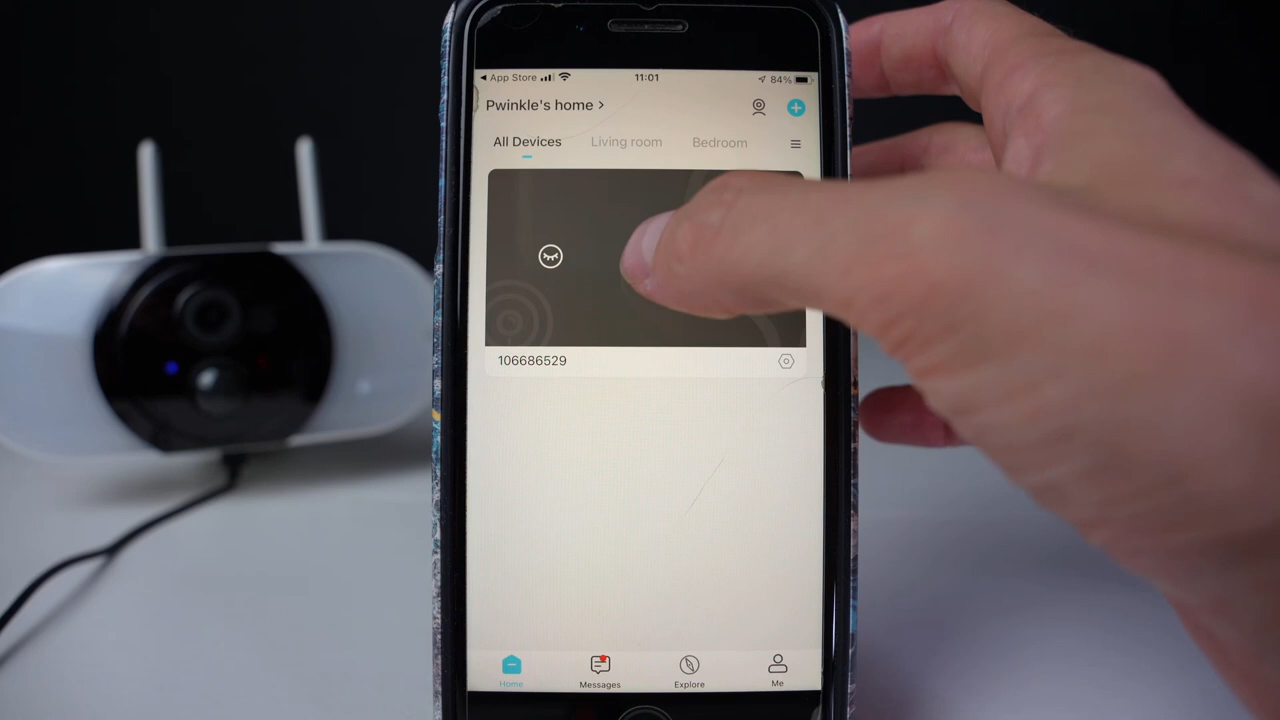 App Store 11:01 84%
Pwinkle's home >
All Devices Living room Bedroom
106686529
Home Messages Explore Me